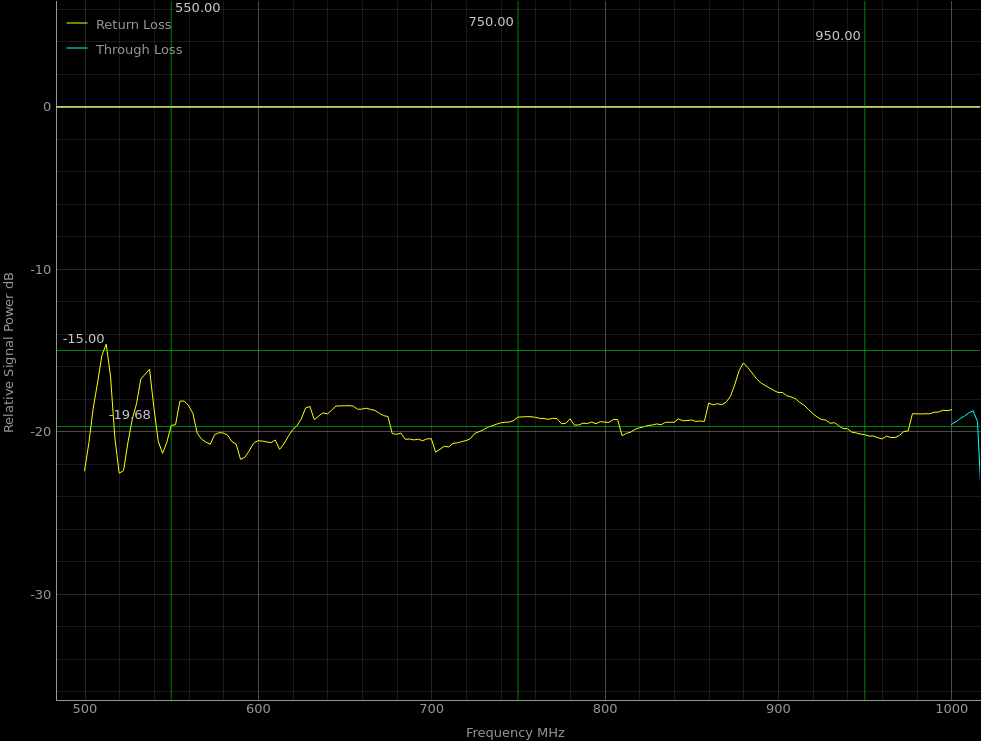 550.00
Return Loss
750.00
950.00
Through Loss
0
-10
-15.00
-19.68
-20
-30
Relative Signal Power dB
500 600 700 800 900 1000
Frequency MHz